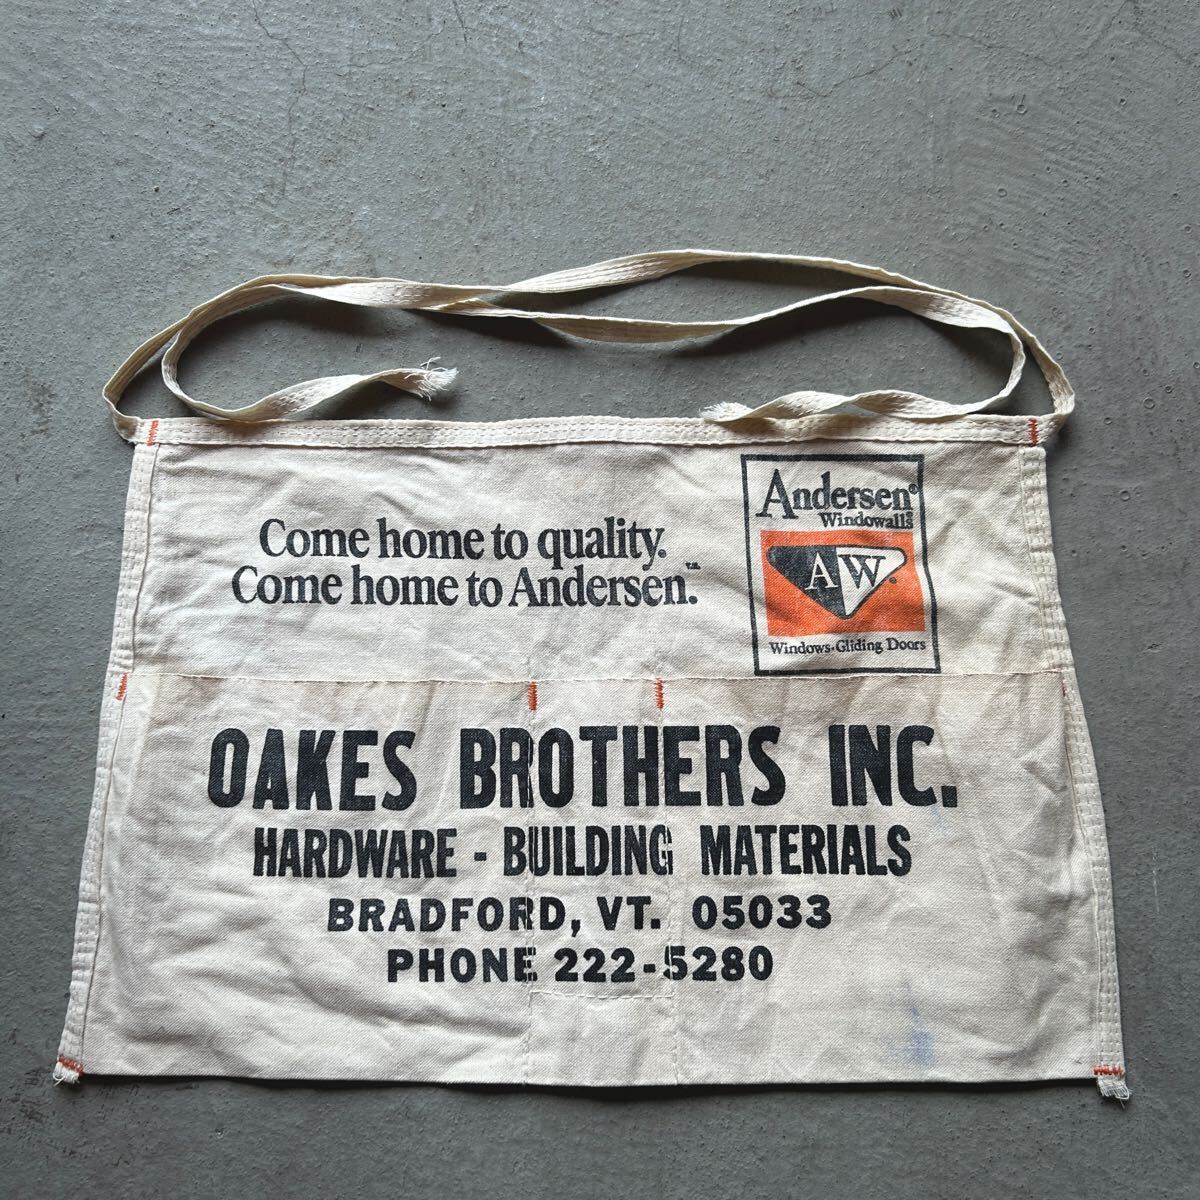 Come home to quality.
Come home to Andersen.™
Andersen®
Windowalls
AW®
Windows·Gliding Doors
OAKES BROTHERS INC.
HARDWARE - BUILDING MATERIALS
BRADFORD, VT. 05033
PHONE 222-5280